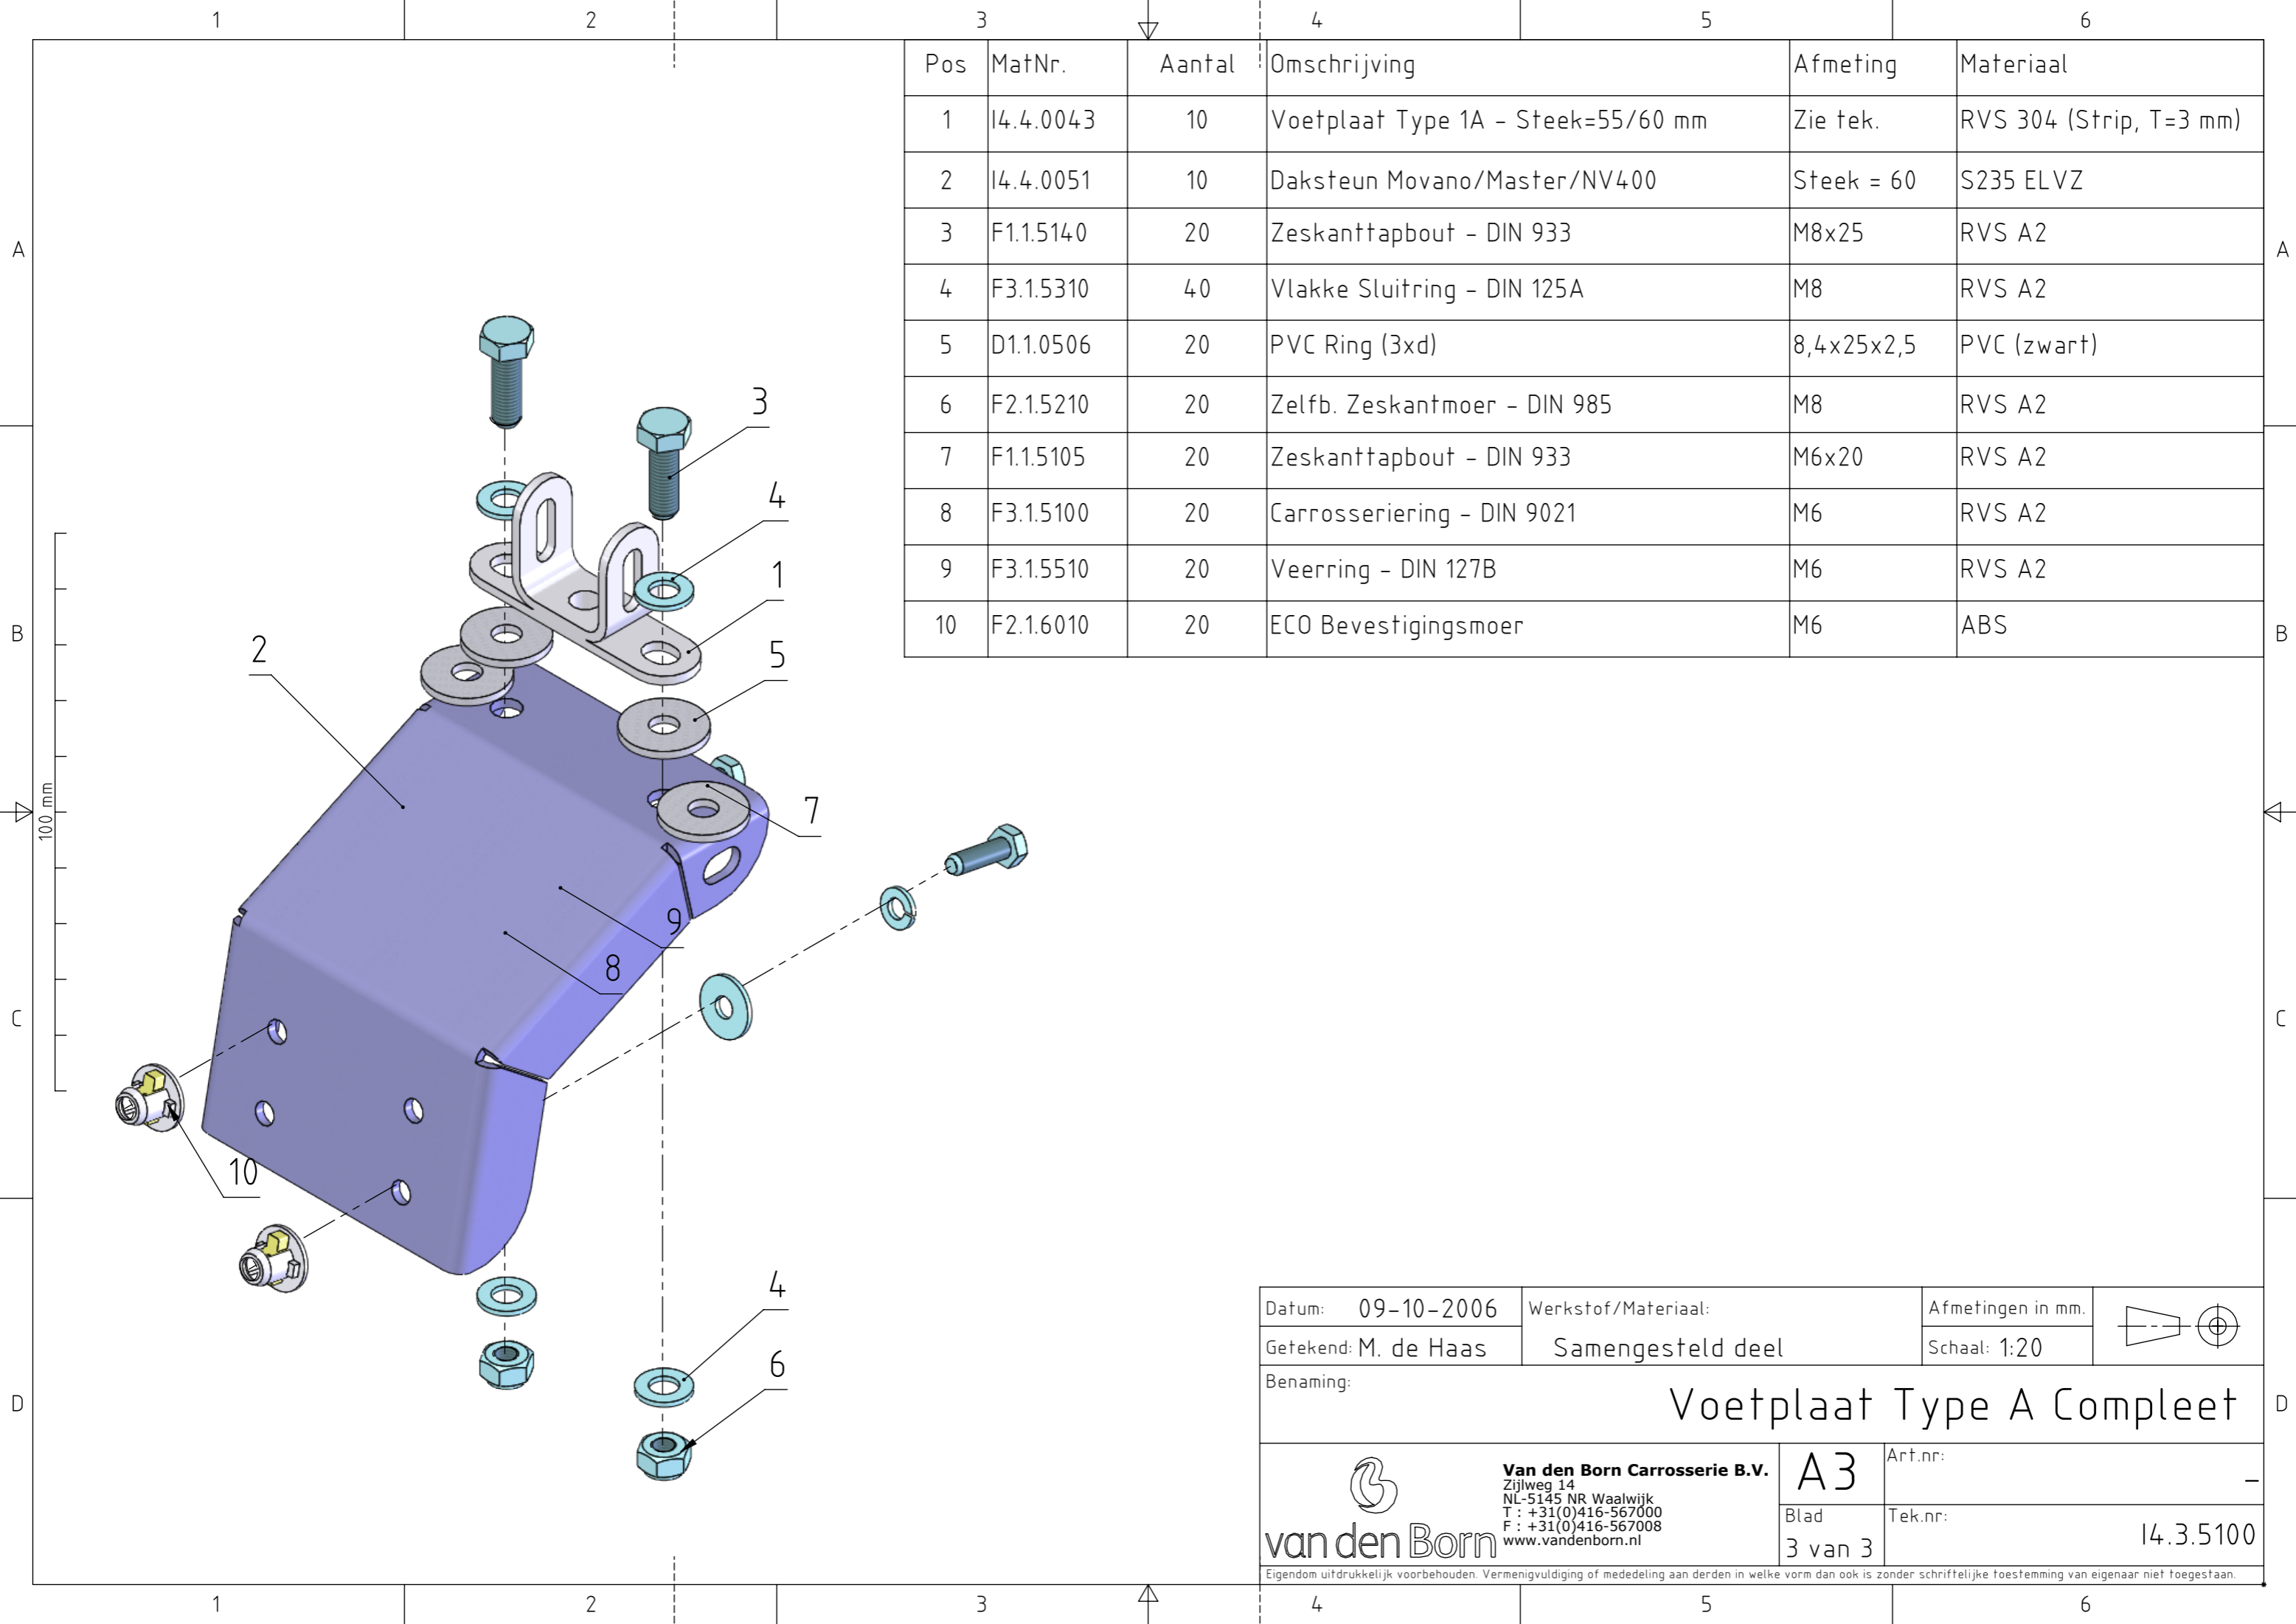 1 2 3 4 5 6
Pos MatNr. Aantal Omschrijving Afmeting Materiaal
1 I4.4.0043 10 Voetplaat Type 1A - Steek=55/60 mm Zie tek. RVS 304 (Strip, T=3 mm)
2 I4.4.0051 10 Daksteun Movano/Master/NV400 Steek = 60 S235 ELVZ
3 F1.1.5140 20 Zeskanttapbout - DIN 933 M8x25 RVS A2
4 F3.1.5310 40 Vlakke Sluitring - DIN 125A M8 RVS A2
5 D1.1.0506 20 PVC Ring (3xd) 8,4x25x2,5 PVC (zwart)
6 F2.1.5210 20 Zelfb. Zeskantmoer - DIN 985 M8 RVS A2
7 F1.1.5105 20 Zeskanttapbout - DIN 933 M6x20 RVS A2
8 F3.1.5100 20 Carrosseriering - DIN 9021 M6 RVS A2
9 F3.1.5510 20 Veerring - DIN 127B M6 RVS A2
10 F2.1.6010 20 ECO Bevestigingsmoer M6 ABS
A A
3
4
1
B B
2
5
100 mm
7
9
8
C C
10
4
6
D D
Datum: 09-10-2006
Werkstof/Materiaal:
Afmetingen in mm.
Getekend: M. de Haas
Samengesteld deel
Schaal: 1:20
Benaming:
Voetplaat Type A Compleet
van den Born
Van den Born Carrosserie B.V.
Zijlweg 14
NL-5145 NR Waalwijk
T : +31(0)416-567000
F : +31(0)416-567008
www.vandenborn.nl
A3
Art.nr:
-
Blad
3 van 3
Tek.nr:
I4.3.5100
Eigendom uitdrukkelijk voorbehouden. Vermenigvuldiging of mededeling aan derden in welke vorm dan ook is zonder schriftelijke toestemming van eigenaar niet toegestaan.
1 2 3 4 5 6